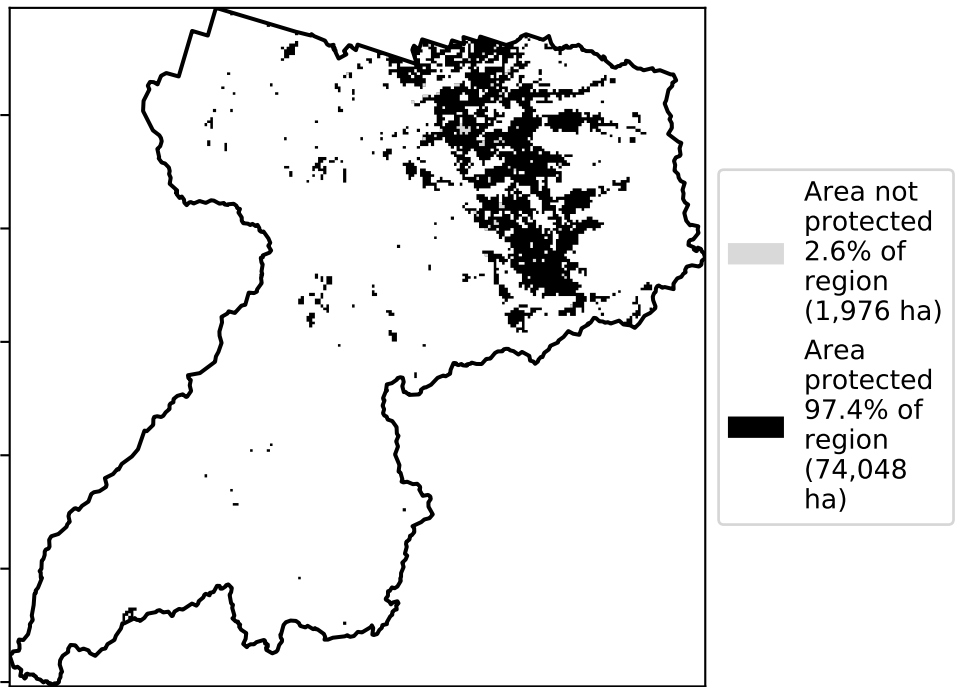 Area not
protected
2.6% of
region
(1,976 ha)
Area
protected
97.4% of
region
(74,048
ha)